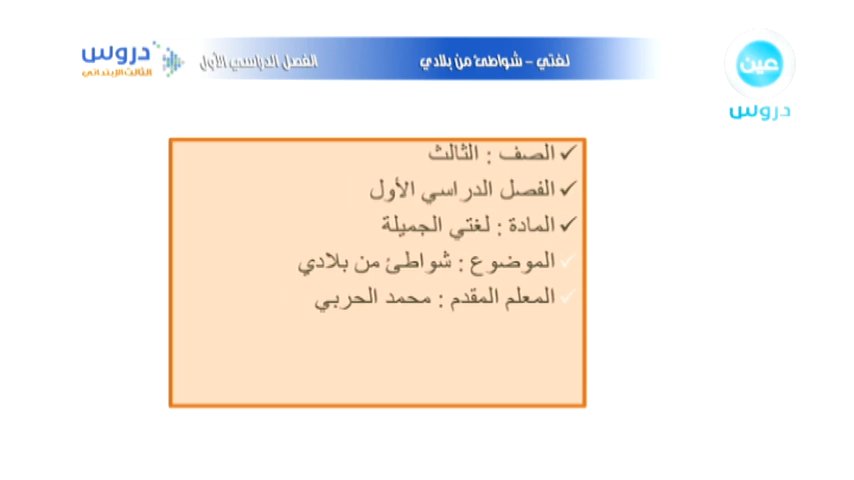 عين
دروس
لغتي – شواطئ من بلادي
الفصل الدراسي الأول
دروس
الثالث الابتدائي
✓ الصف : الثالث
✓ الفصل الدراسي الأول
✓ المادة : لغتي الجميلة
✓ الموضوع : شواطئ من بلادي
✓ المعلم المقدم : محمد الحربي